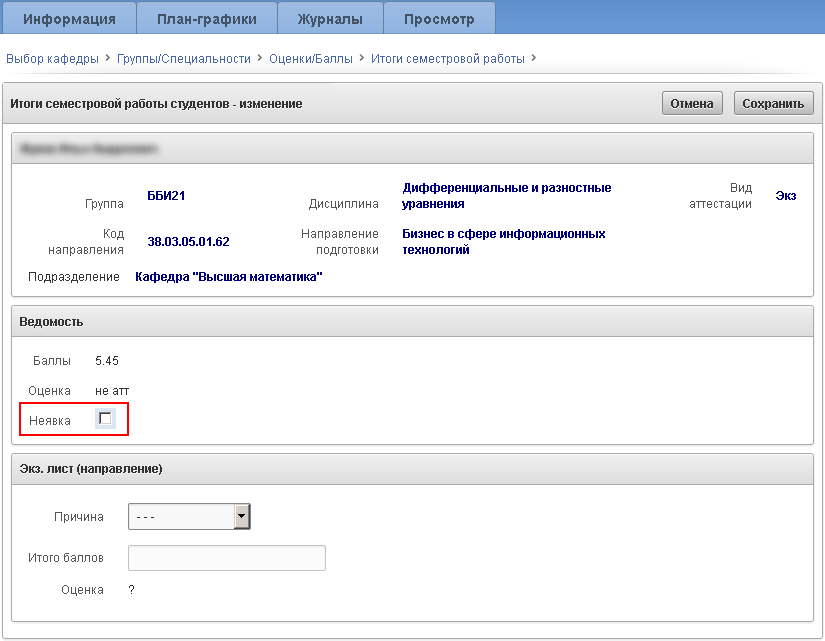 Информация План-графики Журналы Просмотр
Выбор кафедры > Группы/Специальности > Оценки/Баллы > Итоги семестровой работы >
Итоги семестровой работы студентов - изменение Отмена Сохранить
Группа ББИ21 Дисциплина Дифференциальные и разностные уравнения Вид аттестации Экз
Код направления 38.03.05.01.62 Направление подготовки Бизнес в сфере информационных технологий
Подразделение Кафедра "Высшая математика"
Ведомость
Баллы 5.45
Оценка не атт
Неявка
Экз. лист (направление)
Причина ---
Итого баллов
Оценка ?